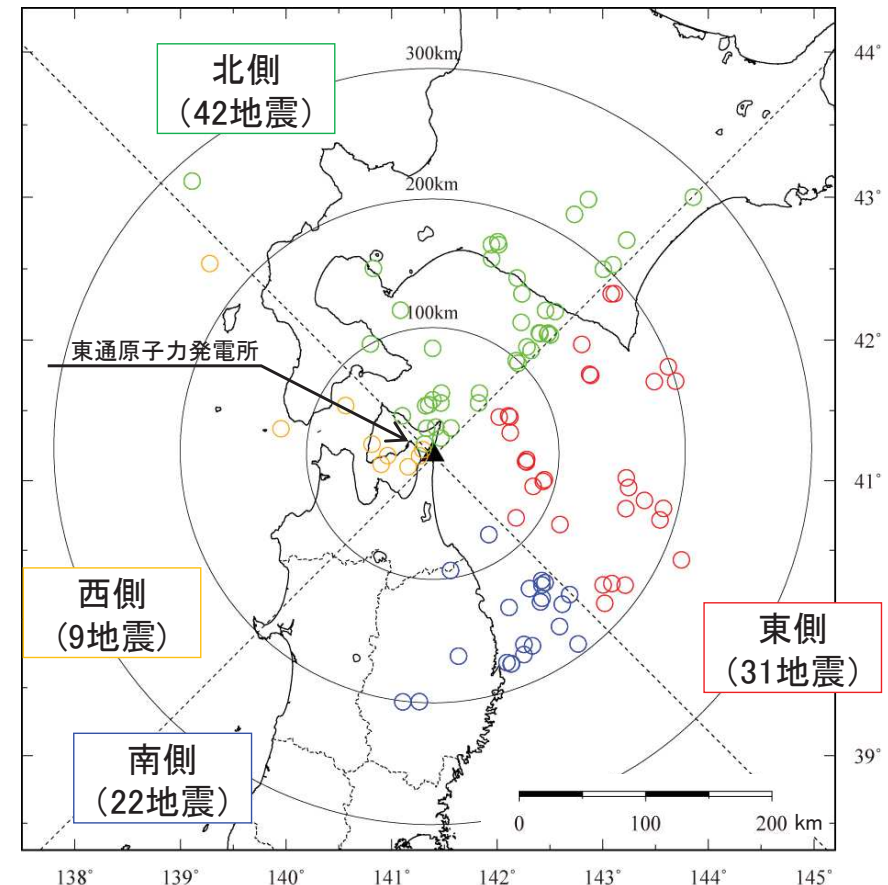 北側
（42地震）
300km
200km
100km
東通原子力発電所
西側
（9地震）
東側
（31地震）
南側
（22地震）
0 100 200 km
44˚
43˚
42˚
41˚
39˚
138˚ 139˚ 140˚ 141˚ 142˚ 143˚ 144˚ 145˚